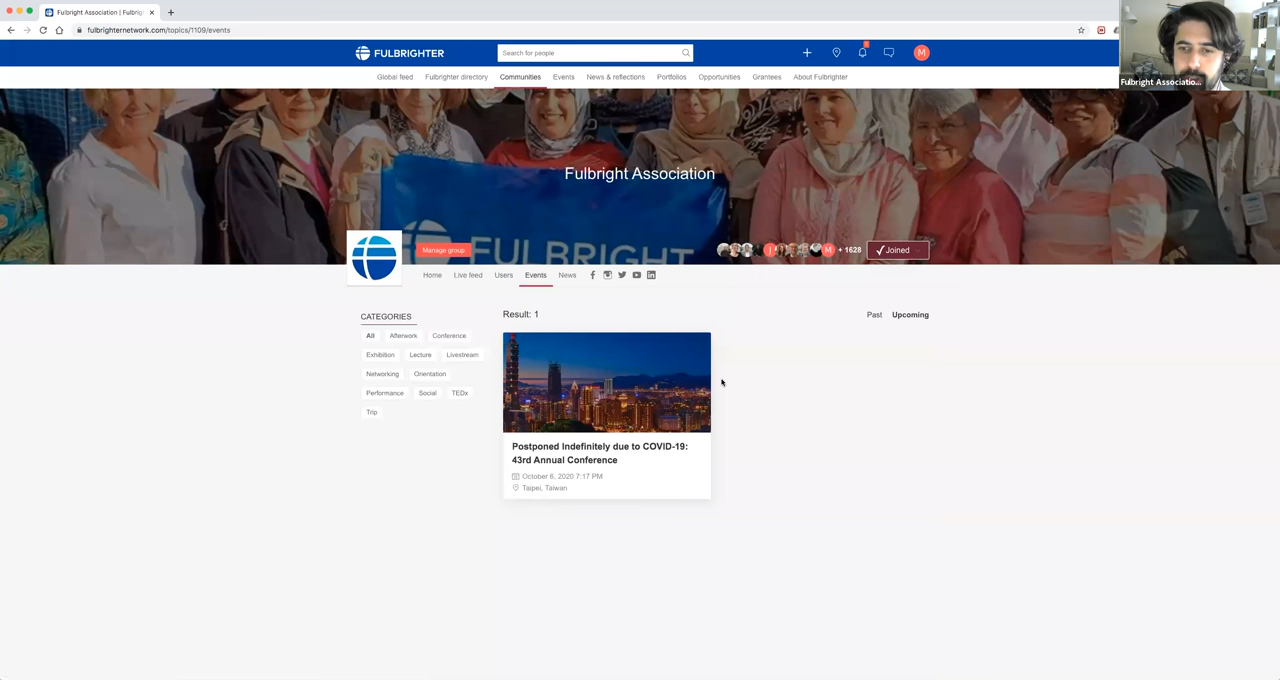 Fulbright Association | Fulbrig
fulbrighternetwork.com/topics/1109/events
FULBRIGHTER
Search for people
M
Global feed
Fulbrighter directory
Communities
Events
News & reflections
Portfolios
Opportunities
Grantees
About Fulbrighter
Fulbright Associatio...
Fulbright Association
FULBRIGHT
Manage group
M
+ 1628
Joined
Home
Live feed
Users
Events
News
CATEGORIES
All
Afterwork
Conference
Exhibition
Lecture
Livestream
Networking
Orientation
Performance
Social
TEDx
Trip
Result: 1
Past
Upcoming
Postponed Indefinitely due to COVID-19:
43rd Annual Conference
October 6, 2020 7:17 PM
Taipei, Taiwan